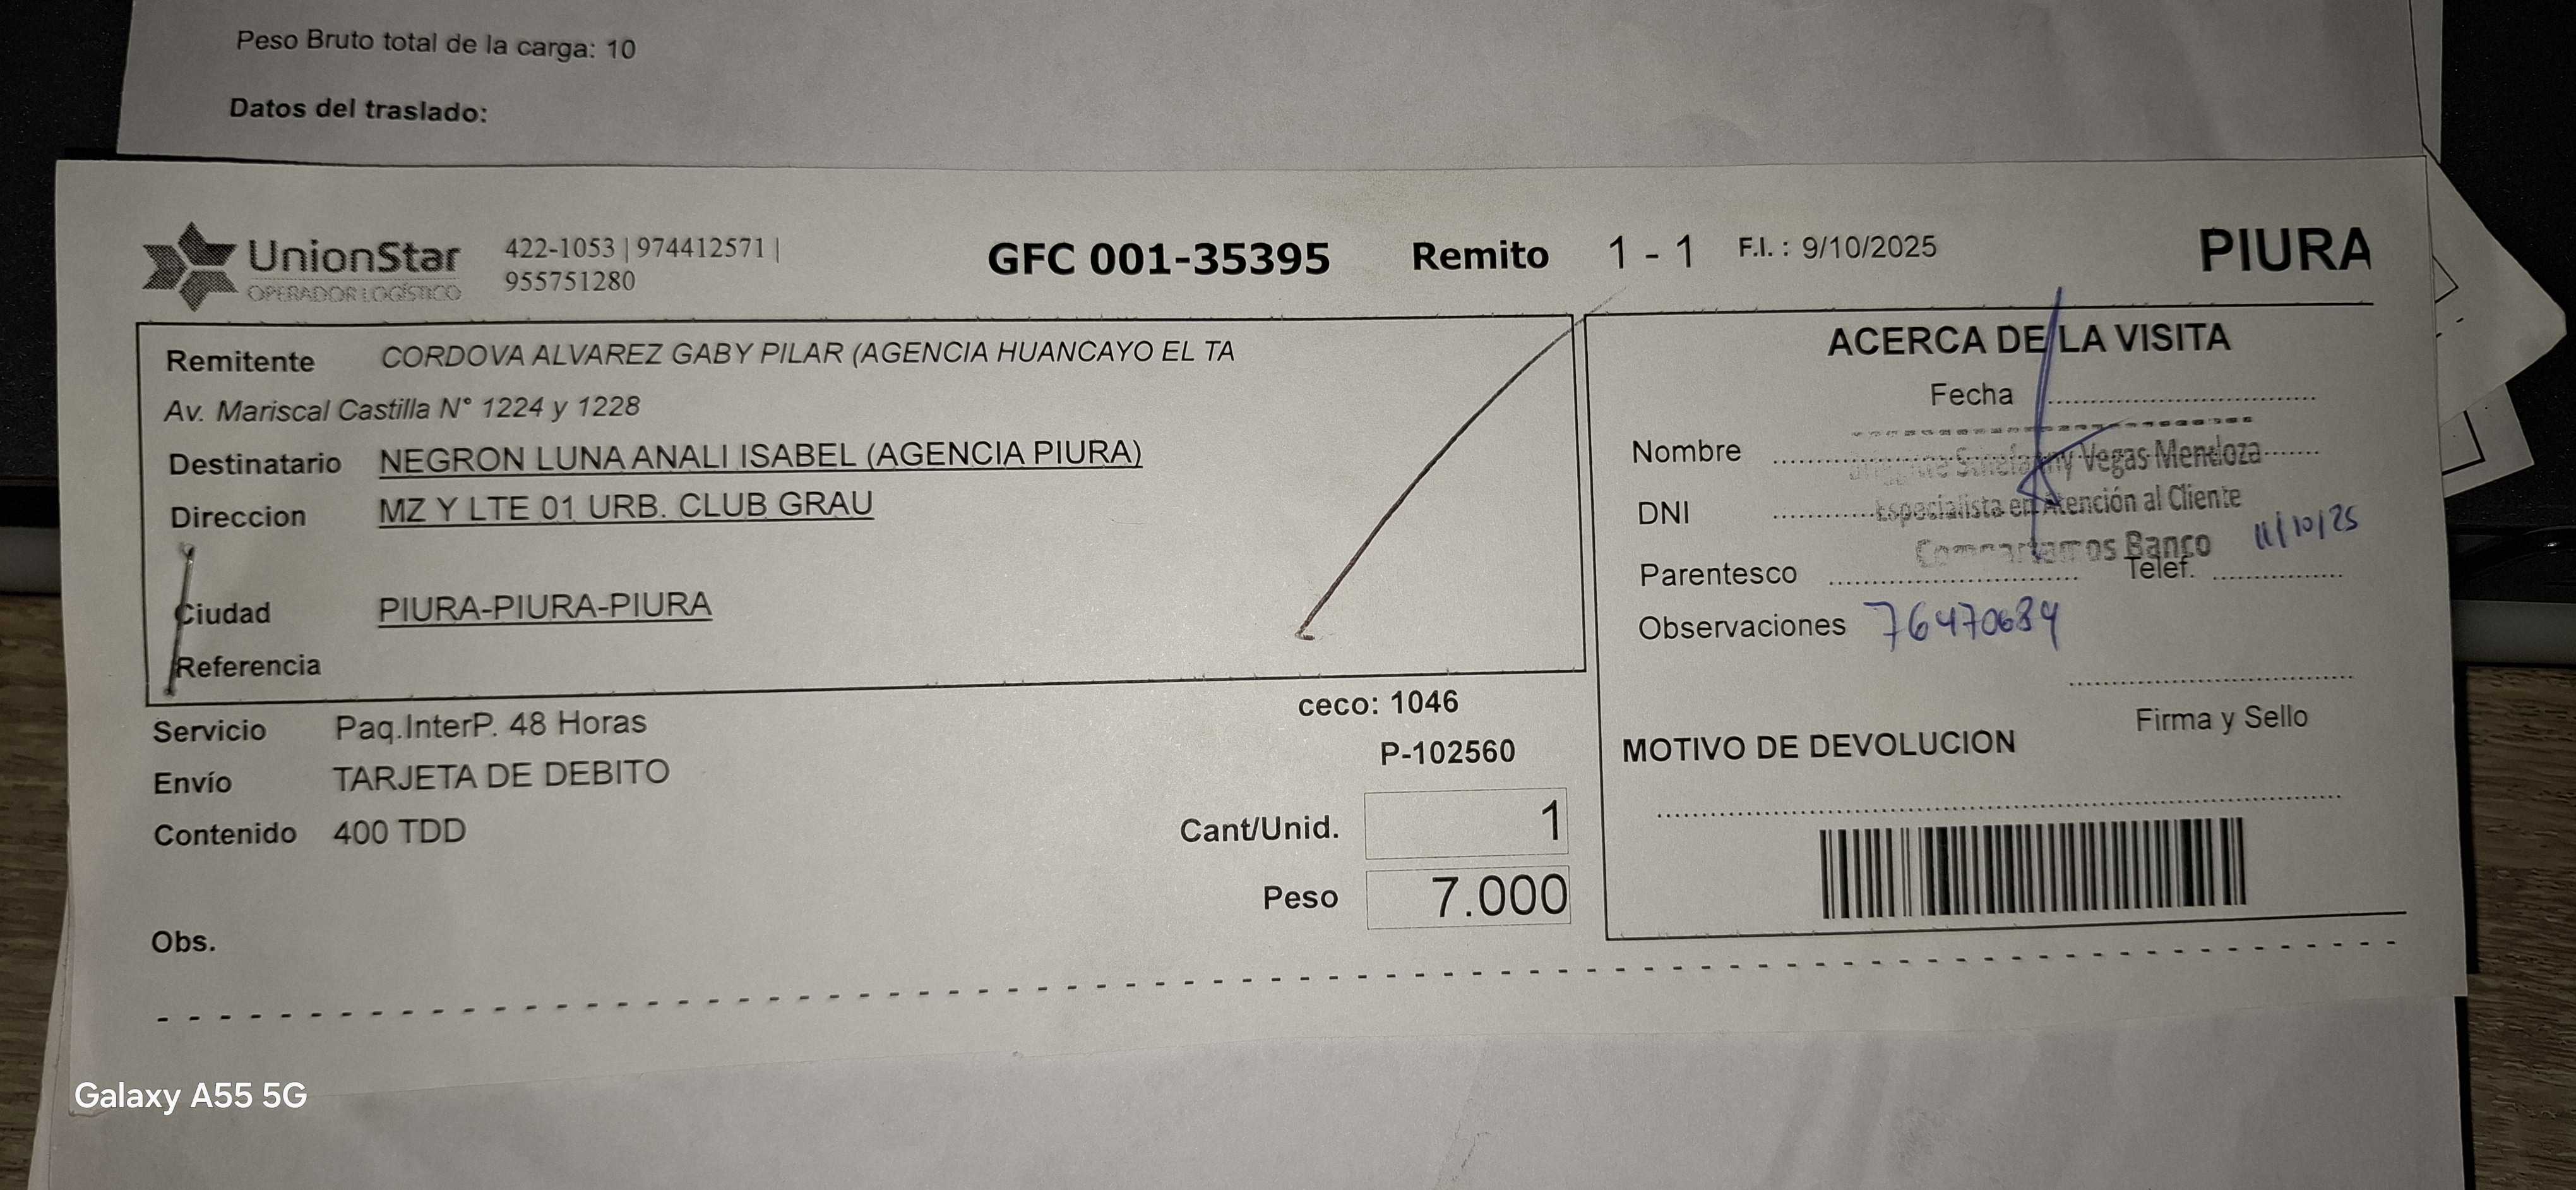 Peso Bruto total de la carga: 10
Datos del traslado:
UnionStar
OPERADOR LOGÍSTICO
422-1053 | 974412571 |
955751280
GFC 001-35395 Remito 1 - 1 F.I. : 9/10/2025 PIURA
Remitente CORDOVA ALVAREZ GABY PILAR (AGENCIA HUANCAYO EL TA
Av. Mariscal Castilla N° 1224 y 1228
Destinatario NEGRON LUNA ANALI ISABEL (AGENCIA PIURA)
Direccion MZ Y LTE 01 URB. CLUB GRAU
Ciudad PIURA-PIURA-PIURA
Referencia
Servicio Paq.InterP. 48 Horas
Envío TARJETA DE DEBITO
Contenido 400 TDD
Obs.
ceco: 1046
P-102560
Cant/Unid. 1
Peso 7.000
ACERCA DE LA VISITA
Fecha
Nombre
Vegas Mendoza
DNI
Especialista en Atención al Cliente
Compartamos Banco
11/10/25
Parentesco Telef.
Observaciones 76470684
Firma y Sello
MOTIVO DE DEVOLUCION
Galaxy A55 5G